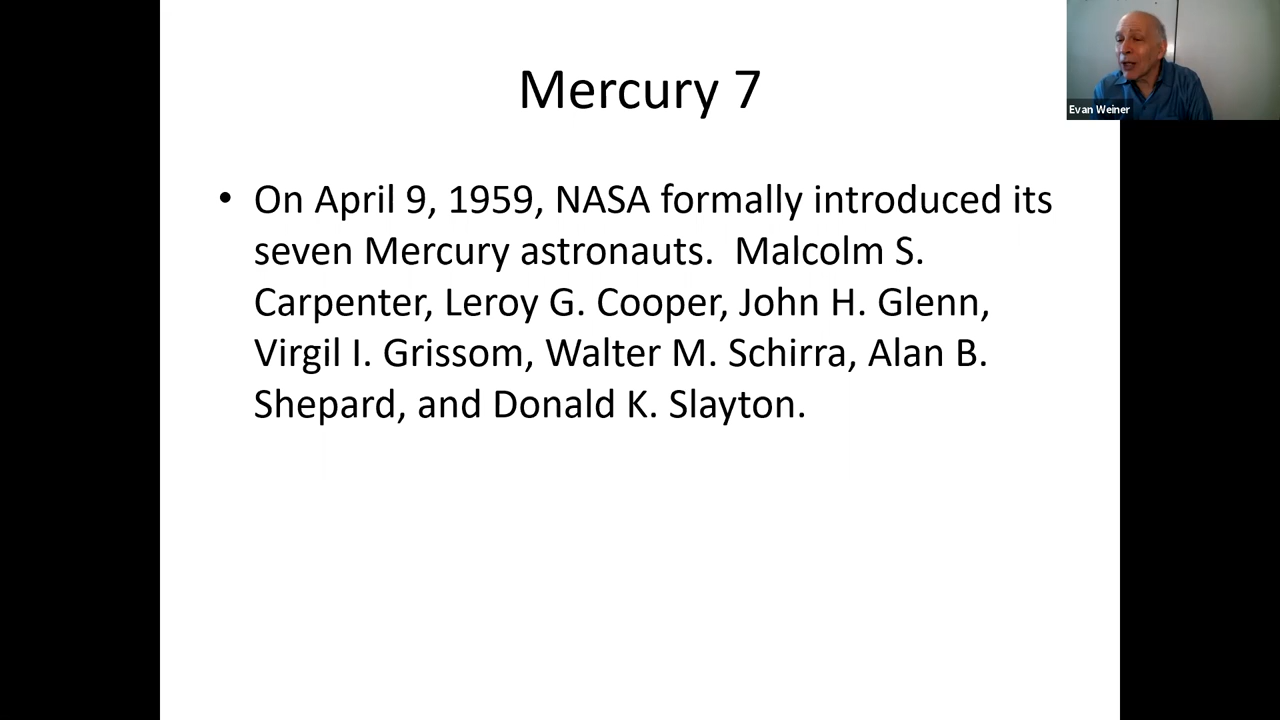 Mercury 7
Evan Weiner
• On April 9, 1959, NASA formally introduced its
seven Mercury astronauts.  Malcolm S.
Carpenter, Leroy G. Cooper, John H. Glenn,
Virgil I. Grissom, Walter M. Schirra, Alan B.
Shepard, and Donald K. Slayton.